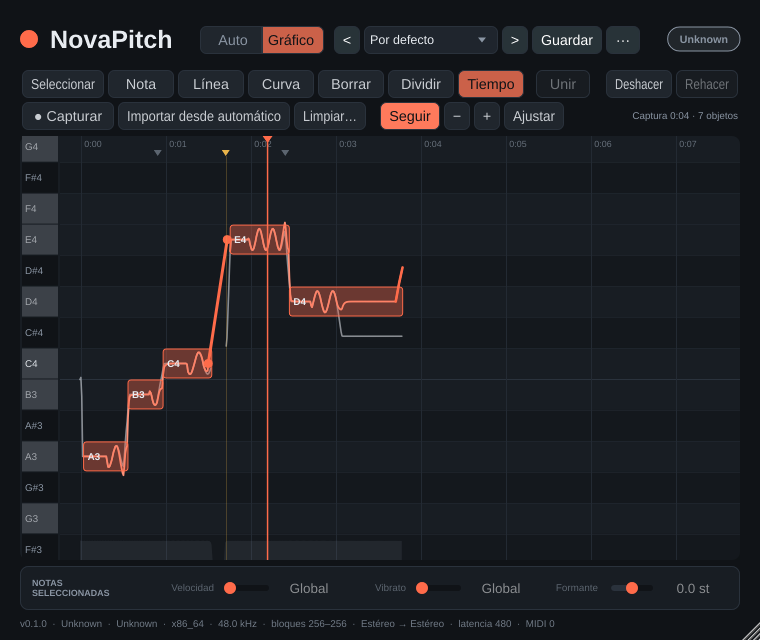 NovaPitch
Auto Gráfico < Por defecto > Guardar ··· Unknown
Seleccionar Nota Línea Curva Borrar Dividir Tiempo Unir Deshacer Rehacer
Capturar Importar desde automático Limpiar… Seguir − + Ajustar Captura 0:04 · 7 objetos
0:00 0:01 0:02 0:03 0:04 0:05 0:06 0:07
G4
F#4
F4
E4 E4
D#4
D4 D4
C#4
C4 C4
B3 B3
A#3
A3 A3
G#3
G3
F#3
NOTAS
SELECCIONADAS
Velocidad Global Vibrato Global Formante 0.0 st
v0.1.0 · Unknown · Unknown · x86_64 · 48.0 kHz · bloques 256–256 · Estéreo → Estéreo · latencia 480 · MIDI 0